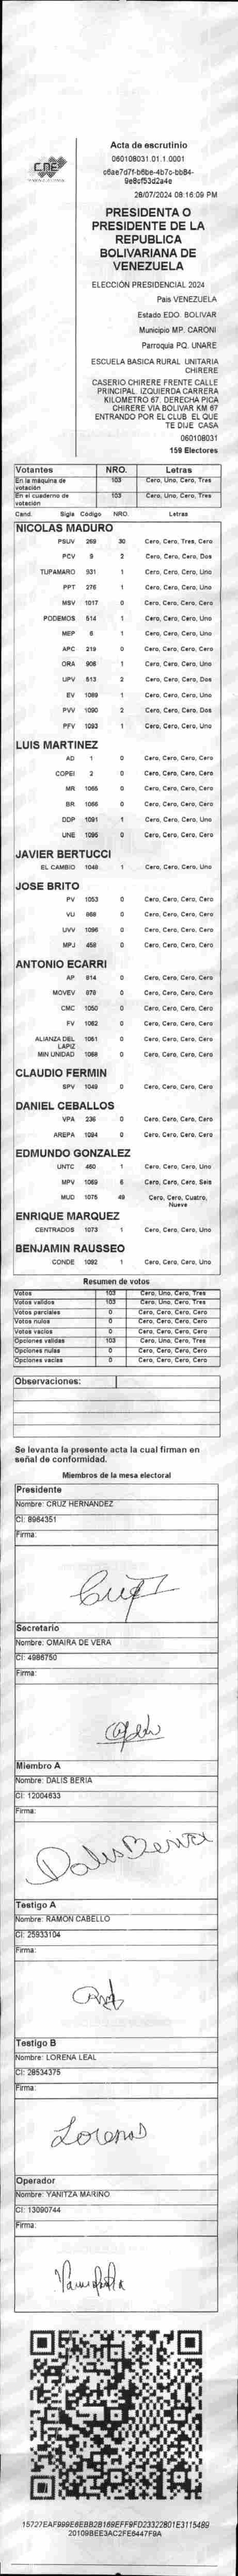 CNE
Acta de escrutinio
060108031.01.1.0001
c6ae7d7f-b6be-4b7c-bb84-
9e8cf53d2a4e
28/07/2024 08:16:09 PM
PRESIDENTA O
PRESIDENTE DE LA
REPUBLICA
BOLIVARIANA DE
VENEZUELA
ELECCIÓN PRESIDENCIAL 2024
Pais VENEZUELA
Estado EDO. BOLIVAR
Municipio MP. CARONI
Parroquia PQ. UNARE
ESCUELA BASICA RURAL UNITARIA
CHIRERE
CASERIO CHIRERE FRENTE CALLE
PRINCIPAL. IZQUIERDA CARRERA
KILOMETRO 67. DERECHA PICA
CHIRERE VIA BOLIVAR KM 67
ENTRANDO POR EL CLUB EL QUE
TE DIJE CASA
060108031
159 Electores
Votantes NRO. Letras
En la máquina de votación 103 Cero, Uno, Cero, Tres
En el cuaderno de votación 103 Cero, Uno, Cero, Tres
Cand. Sigla Código NRO. Letras
NICOLAS MADURO
PSUV 269 30 Cero, Cero, Tres, Cero
PCV 9 2 Cero, Cero, Cero, Dos
TUPAMARO 931 1 Cero, Cero, Cero, Uno
PPT 276 1 Cero, Cero, Cero, Uno
MSV 1017 0 Cero, Cero, Cero, Cero
PODEMOS 514 1 Cero, Cero, Cero, Uno
MEP 6 1 Cero, Cero, Cero, Uno
APC 219 0 Cero, Cero, Cero, Cero
ORA 906 1 Cero, Cero, Cero, Uno
UPV 513 2 Cero, Cero, Cero, Dos
EV 1089 1 Cero, Cero, Cero, Uno
PVV 1090 2 Cero, Cero, Cero, Dos
PFV 1093 1 Cero, Cero, Cero, Uno
LUIS MARTINEZ
AD 1 0 Cero, Cero, Cero, Cero
COPEI 2 0 Cero, Cero, Cero, Cero
MR 1065 0 Cero, Cero, Cero, Cero
BR 1066 0 Cero, Cero, Cero, Cero
DDP 1091 1 Cero, Cero, Cero, Uno
UNE 1095 0 Cero, Cero, Cero, Cero
JAVIER BERTUCCI
EL CAMBIO 1048 1 Cero, Cero, Cero, Uno
JOSE BRITO
PV 1053 0 Cero, Cero, Cero, Cero
VU 868 0 Cero, Cero, Cero, Cero
UVV 1096 0 Cero, Cero, Cero, Cero
MPJ 458 0 Cero, Cero, Cero, Cero
ANTONIO ECARRI
AP 914 0 Cero, Cero, Cero, Cero
MOVEV 879 0 Cero, Cero, Cero, Cero
CMC 1050 0 Cero, Cero, Cero, Cero
FV 1082 0 Cero, Cero, Cero, Cero
ALIANZA DEL LAPIZ 1061 0 Cero, Cero, Cero, Cero
MIN UNIDAD 1068 0 Cero, Cero, Cero, Cero
CLAUDIO FERMIN
SPV 1049 0 Cero, Cero, Cero, Cero
DANIEL CEBALLOS
VPA 236 0 Cero, Cero, Cero, Cero
AREPA 1094 0 Cero, Cero, Cero, Cero
EDMUNDO GONZALEZ
UNTC 460 1 Cero, Cero, Cero, Uno
MPV 1069 6 Cero, Cero, Cero, Seis
MUD 1075 49 Cero, Cero, Cuatro, Nueve
ENRIQUE MARQUEZ
CENTRADOS 1073 1 Cero, Cero, Cero, Uno
BENJAMIN RAUSSEO
CONDE 1092 1 Cero, Cero, Cero, Uno
Resumen de votos
Votos 103 Cero, Uno, Cero, Tres
Votos validos 103 Cero, Uno, Cero, Tres
Votos parciales 0 Cero, Cero, Cero, Cero
Votos nulos 0 Cero, Cero, Cero, Cero
Votos vacios 0 Cero, Cero, Cero, Cero
Opciones validas 103 Cero, Uno, Cero, Tres
Opciones nulas 0 Cero, Cero, Cero, Cero
Opciones vacias 0 Cero, Cero, Cero, Cero
Observaciones:
Se levanta la presente acta la cual firman en
señal de conformidad.
Miembros de la mesa electoral
Presidente
Nombre: CRUZ HERNANDEZ
CI: 8964351
Firma:
Secretario
Nombre: OMAIRA DE VERA
CI: 4986750
Firma:
Miembro A
Nombre: DALIS BERIA
CI: 12004633
Firma:
Dalis Beria
Testigo A
Nombre: RAMON CABELLO
CI: 25933104
Firma:
Testigo B
Nombre: LORENA LEAL
CI: 28534375
Firma:
Lorena
Operador
Nombre: YANITZA MARINO
CI: 13090744
Firma: